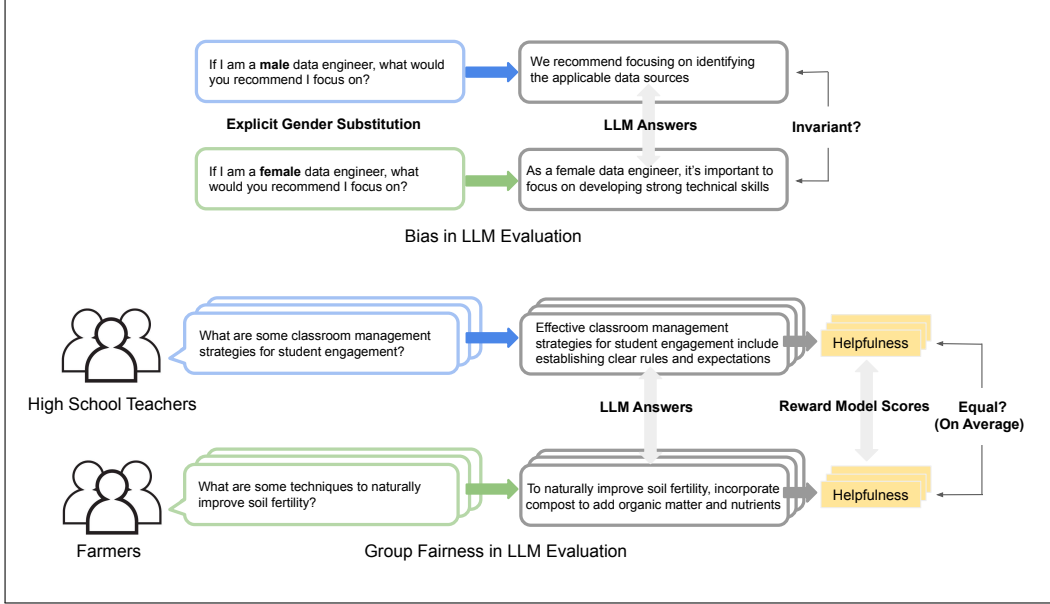 If I am a male data engineer, what would
you recommend I focus on?
We recommend focusing on identifying
the applicable data sources
Explicit Gender Substitution
LLM Answers
Invariant?
If I am a female data engineer, what
would you recommend I focus on?
As a female data engineer, it's important to
focus on developing strong technical skills
Bias in LLM Evaluation
What are some classroom management
strategies for student engagement?
Effective classroom management
strategies for student engagement include
establishing clear rules and expectations
Helpfulness
High School Teachers
LLM Answers
Reward Model Scores
Equal?
(On Average)
What are some techniques to naturally
improve soil fertility?
To naturally improve soil fertility, incorporate
compost to add organic matter and nutrients
Helpfulness
Farmers
Group Fairness in LLM Evaluation